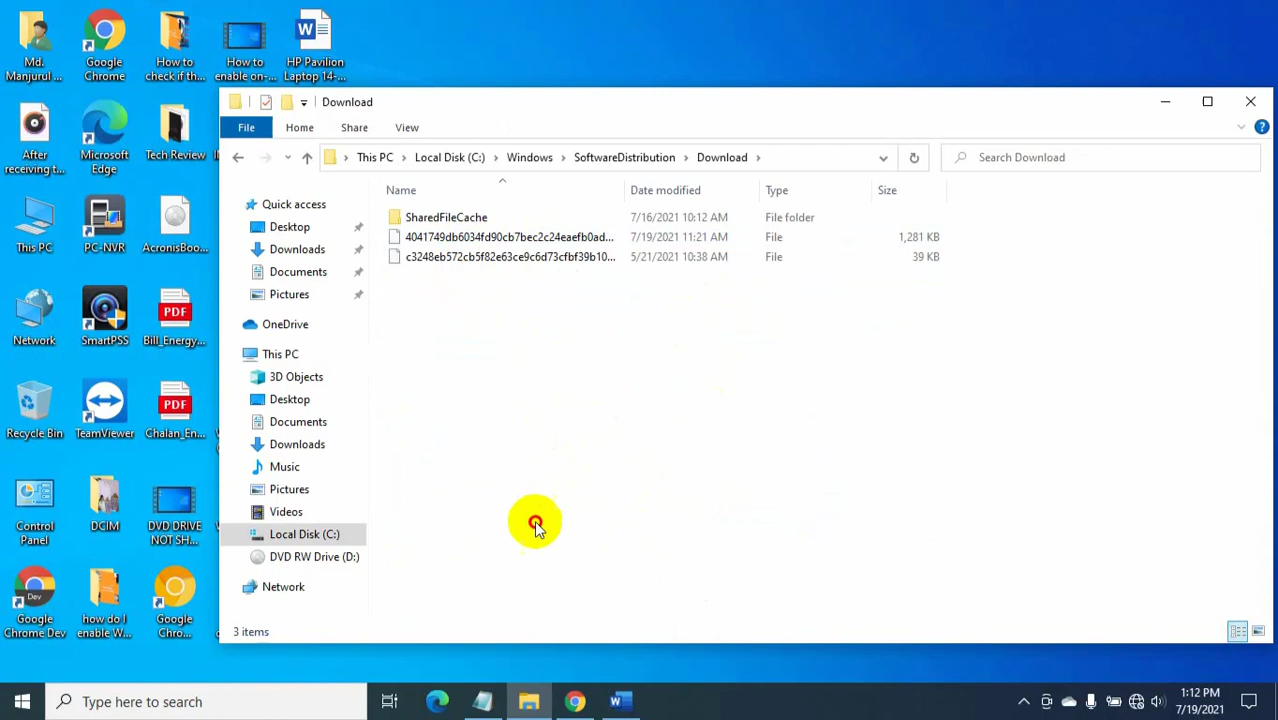 Md.
Manjurul ...
Google
Chrome
How to
check if th...
How to
enable on-...
HP Pavilion
Laptop 14-...
After
receiving t...
Microsoft
Edge
Tech Review
This PC
PC-NVR
AcronisBoo...
Network
SmartPSS
PDF
Bill_Energy...
Recycle Bin
TeamViewer
PDF
Chalan_En...
Control
Panel
DCIM
DVD DRIVE
NOT SH...
Google
Chrome Dev
how do I
enable W...
Google
Chro...
Download
File
Home
Share
View
This PC
Local Disk (C:)
Windows
SoftwareDistribution
Download
Search Download
Name
Date modified
Type
Size
SharedFileCache 7/16/2021 10:12 AM File folder
4041749db6034fd90cb7bec2c24eaefb0ad... 7/19/2021 11:21 AM File 1,281 KB
c3248eb572cb5f82e63ce9c6d73cfbf39b10... 5/21/2021 10:38 AM File 39 KB
Quick access
Desktop
Downloads
Documents
Pictures
OneDrive
This PC
3D Objects
Desktop
Documents
Downloads
Music
Pictures
Videos
Local Disk (C:)
DVD RW Drive (D:)
Network
3 items
Type here to search
1:12 PM
7/19/2021